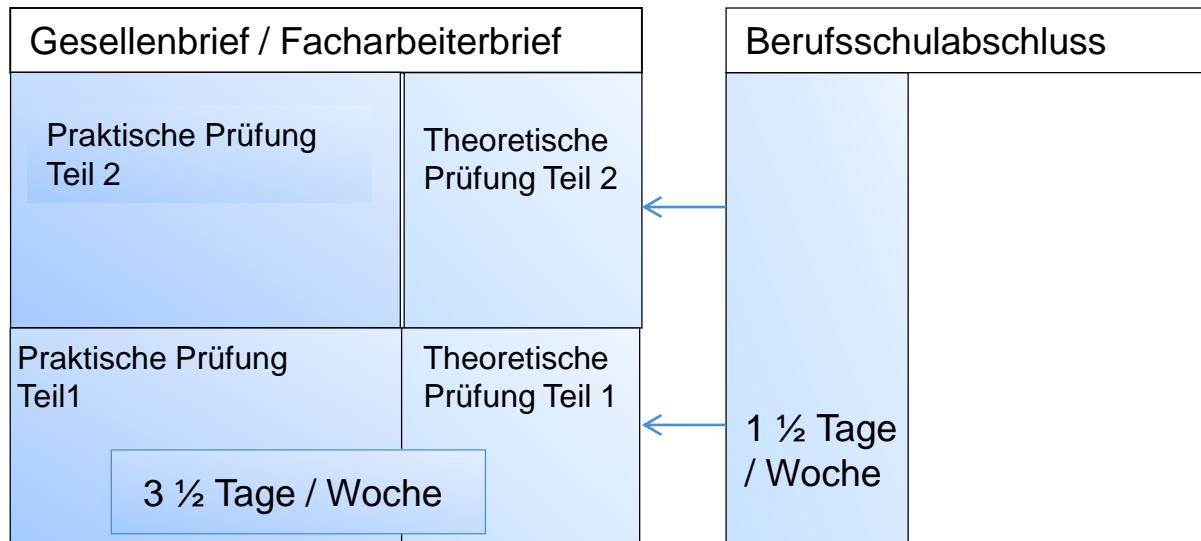 Gesellenbrief / Facharbeiterbrief
Berufsschulabschluss
Praktische Prüfung
Teil 2
Theoretische
Prüfung Teil 2
Praktische Prüfung
Teil1
Theoretische
Prüfung Teil 1
3 ½ Tage / Woche
1 ½ Tage
/ Woche